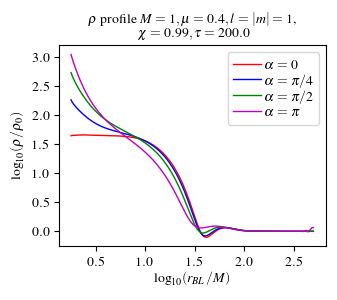 ρ profile M = 1, μ = 0.4, l = |m| = 1,
χ = 0.99, τ = 200.0
α = 0
α = π/4
α = π/2
α = π
log₁₀(ρ/ρ₀)
3.0
2.5
2.0
1.5
1.0
0.5
0.0
0.5 1.0 1.5 2.0 2.5
log₁₀(r_BL/M)